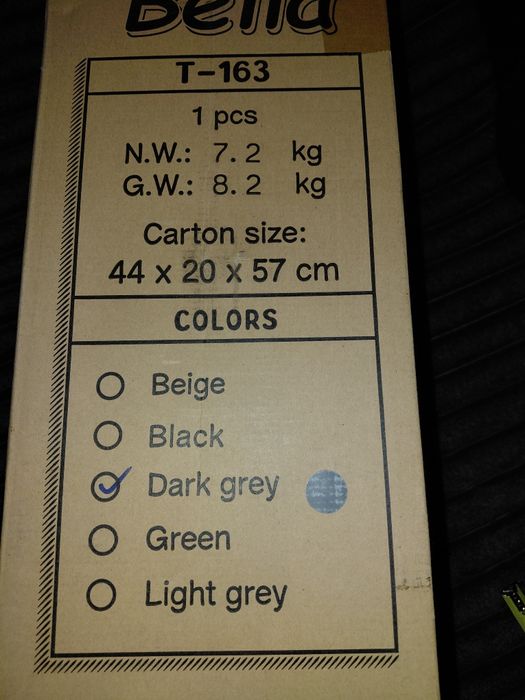 Bella
T-163
1 pcs
N.W.: 7.2 kg
G.W.: 8.2 kg
Carton size:
44 x 20 x 57 cm
COLORS
Beige
Black
Dark grey
Green
Light grey